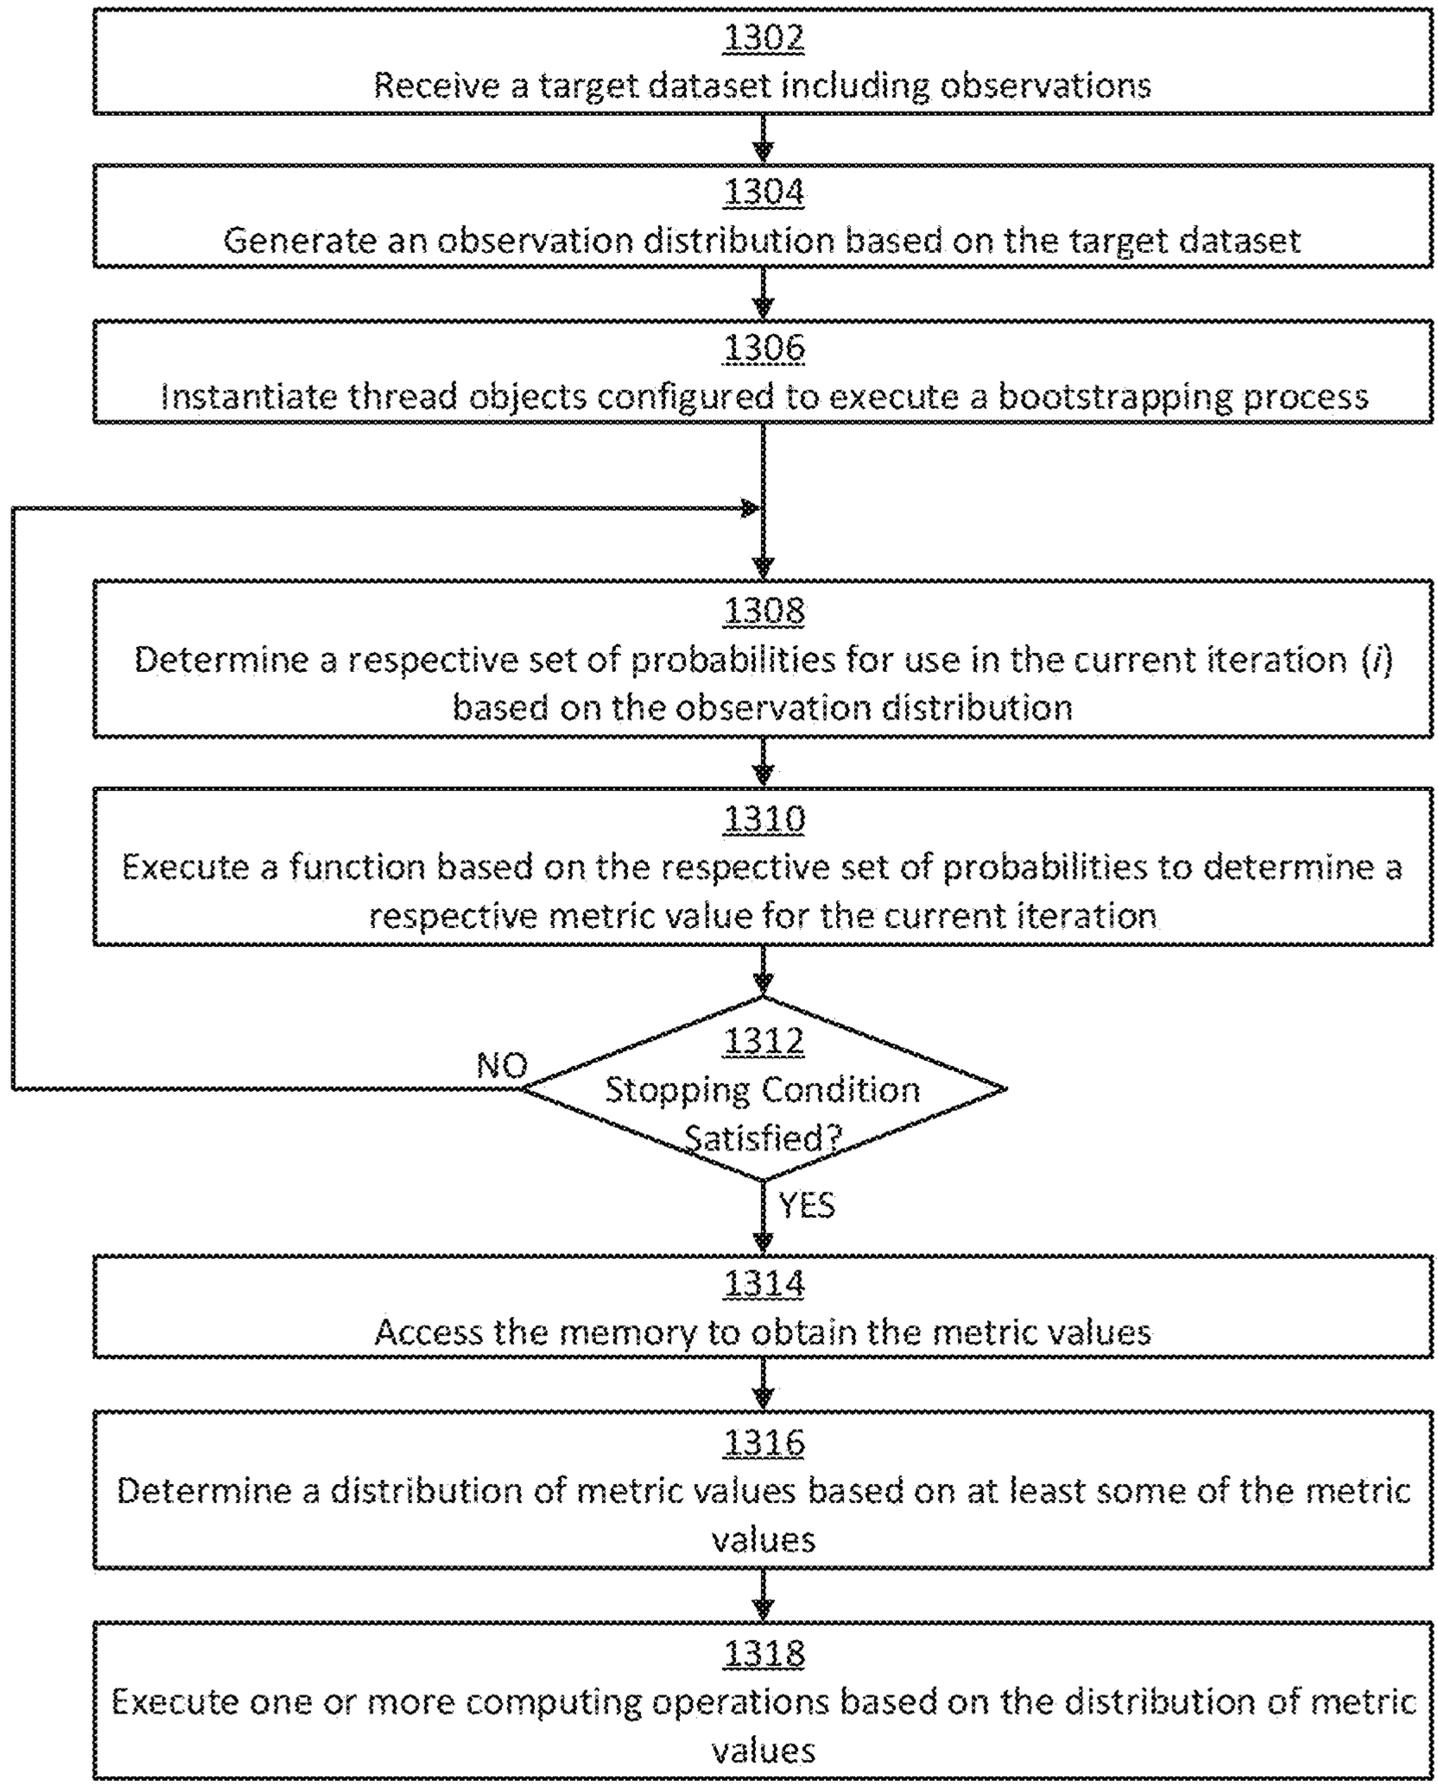 1302
Receive a target dataset including observations
1304
Generate an observation distribution based on the target dataset
1306
Instantiate thread objects configured to execute a bootstrapping process
1308
Determine a respective set of probabilities for use in the current iteration (i)
based on the observation distribution
1310
Execute a function based on the respective set of probabilities to determine a
respective metric value for the current iteration
1312
NO
Stopping Condition
Satisfied?
YES
1314
Access the memory to obtain the metric values
1316
Determine a distribution of metric values based on at least some of the metric
values
1318
Execute one or more computing operations based on the distribution of metric
values